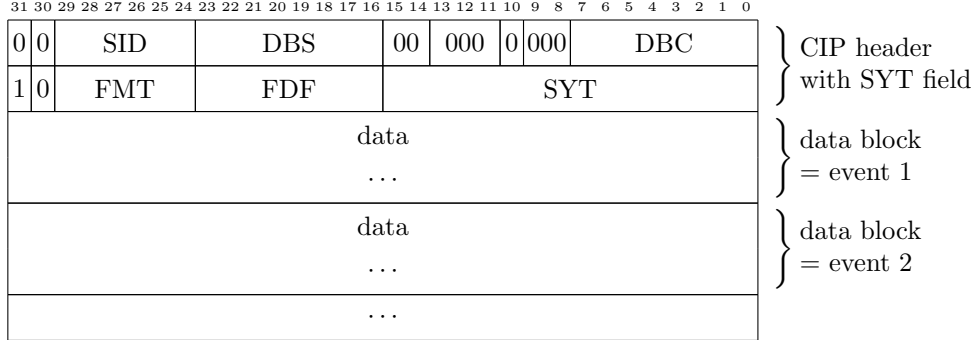 31 30 29 28 27 26 25 24 23 22 21 20 19 18 17 16 15 14 13 12 11 10 9 8 7 6 5 4 3 2 1 0
0 0 SID DBS 00 000 0 000 DBC
CIP header
with SYT field
1 0 FMT FDF SYT
data
...
data block
= event 1
data
...
data block
= event 2
...